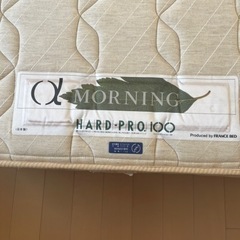 α MORNING
HARD·PRO.100
Produced by FRANCE BED